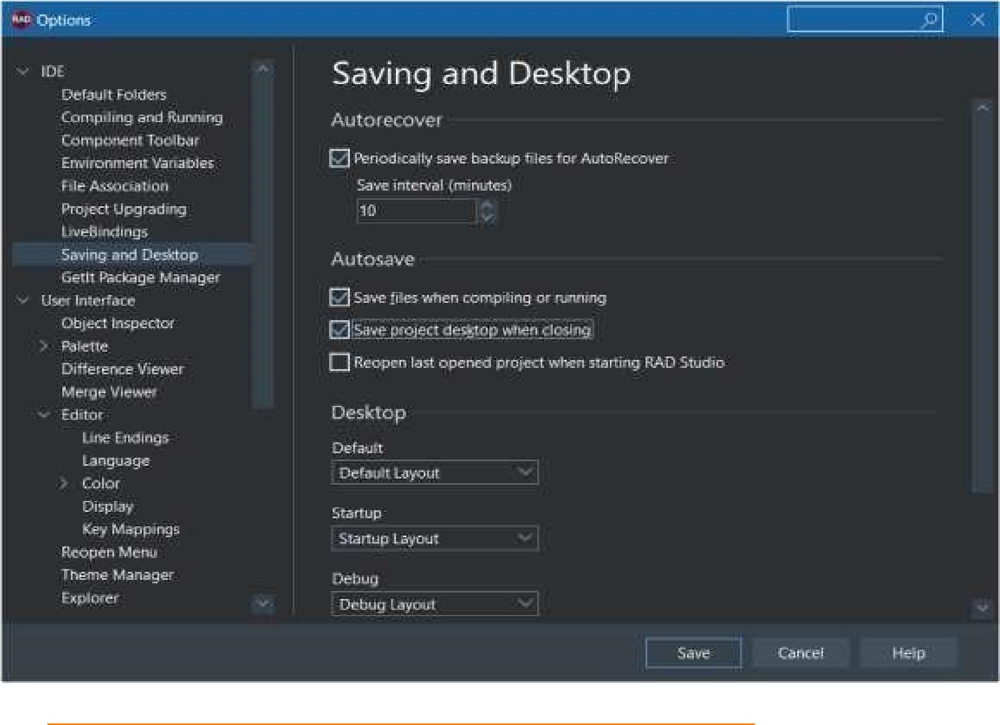 RAD Options
IDE
Default Folders
Compiling and Running
Component Toolbar
Environment Variables
File Association
Project Upgrading
LiveBindings
Saving and Desktop
GetIt Package Manager
User Interface
Object Inspector
Palette
Difference Viewer
Merge Viewer
Editor
Line Endings
Language
Color
Display
Key Mappings
Reopen Menu
Theme Manager
Explorer
Saving and Desktop
Autorecover
Periodically save backup files for AutoRecover
Save interval (minutes)
10
Autosave
Save files when compiling or running
Save project desktop when closing
Reopen last opened project when starting RAD Studio
Desktop
Default
Default Layout
Startup
Startup Layout
Debug
Debug Layout
Save Cancel Help